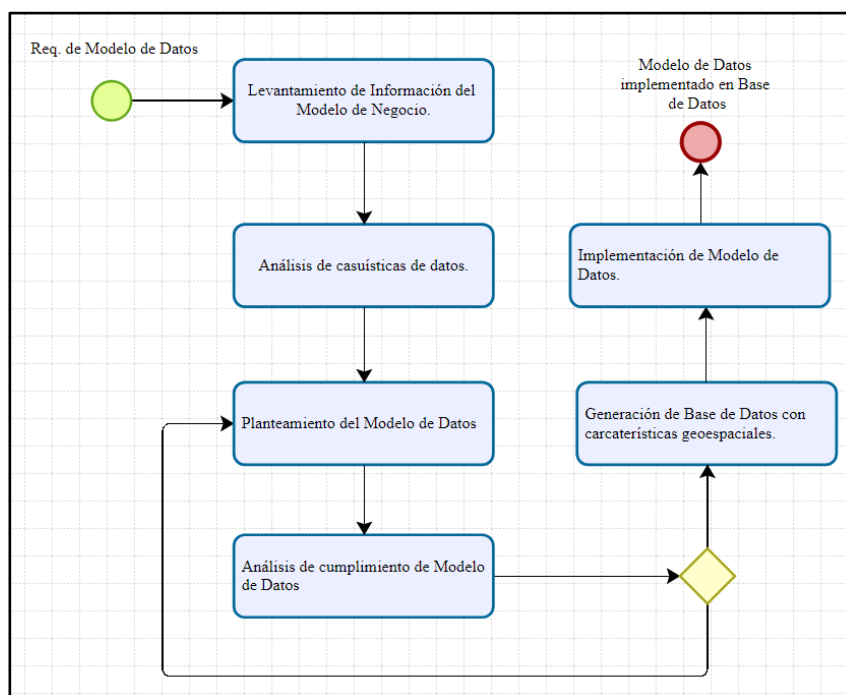 Req. de Modelo de Datos
Levantamiento de Información del
Modelo de Negocio.
Análisis de casuísticas de datos.
Planteamiento del Modelo de Datos
Análisis de cumplimiento de Modelo
de Datos
Generación de Base de Datos con
carcaterísticas geoespaciales.
Implementación de Modelo de
Datos.
Modelo de Datos
implementado en Base
de Datos